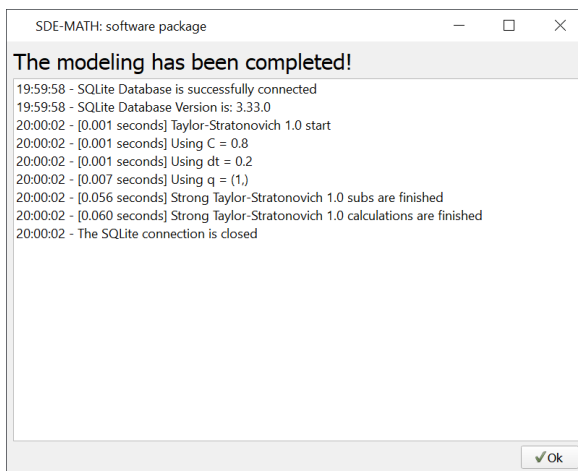 SDE-MATH: software package
The modeling has been completed!
19:59:58 - SQLite Database is successfully connected
19:59:58 - SQLite Database Version is: 3.33.0
20:00:02 - [0.001 seconds] Taylor-Stratonovich 1.0 start
20:00:02 - [0.001 seconds] Using C = 0.8
20:00:02 - [0.001 seconds] Using dt = 0.2
20:00:02 - [0.007 seconds] Using q = (1,)
20:00:02 - [0.056 seconds] Strong Taylor-Stratonovich 1.0 subs are finished
20:00:02 - [0.060 seconds] Strong Taylor-Stratonovich 1.0 calculations are finished
20:00:02 - The SQLite connection is closed
Ok